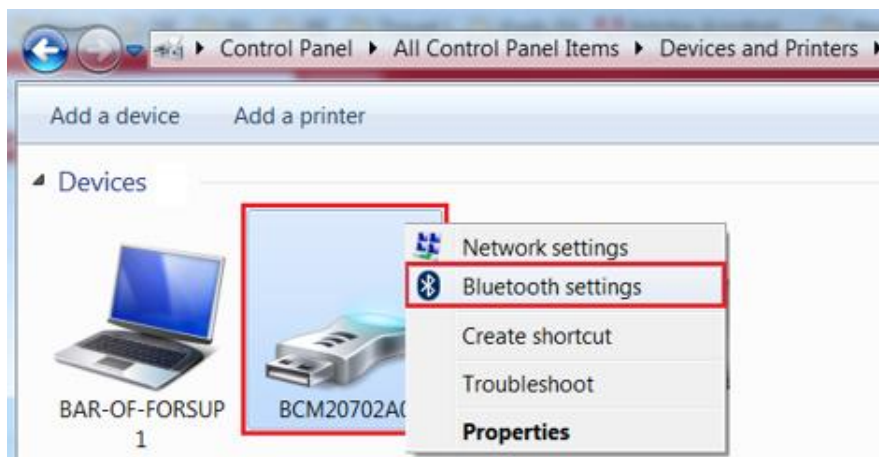 Control Panel ▸ All Control Panel Items ▸ Devices and Printers ▸
Add a device Add a printer
Devices
Network settings
Bluetooth settings
Create shortcut
Troubleshoot
Properties
BAR-OF-FORSUP
1
BCM20702A0